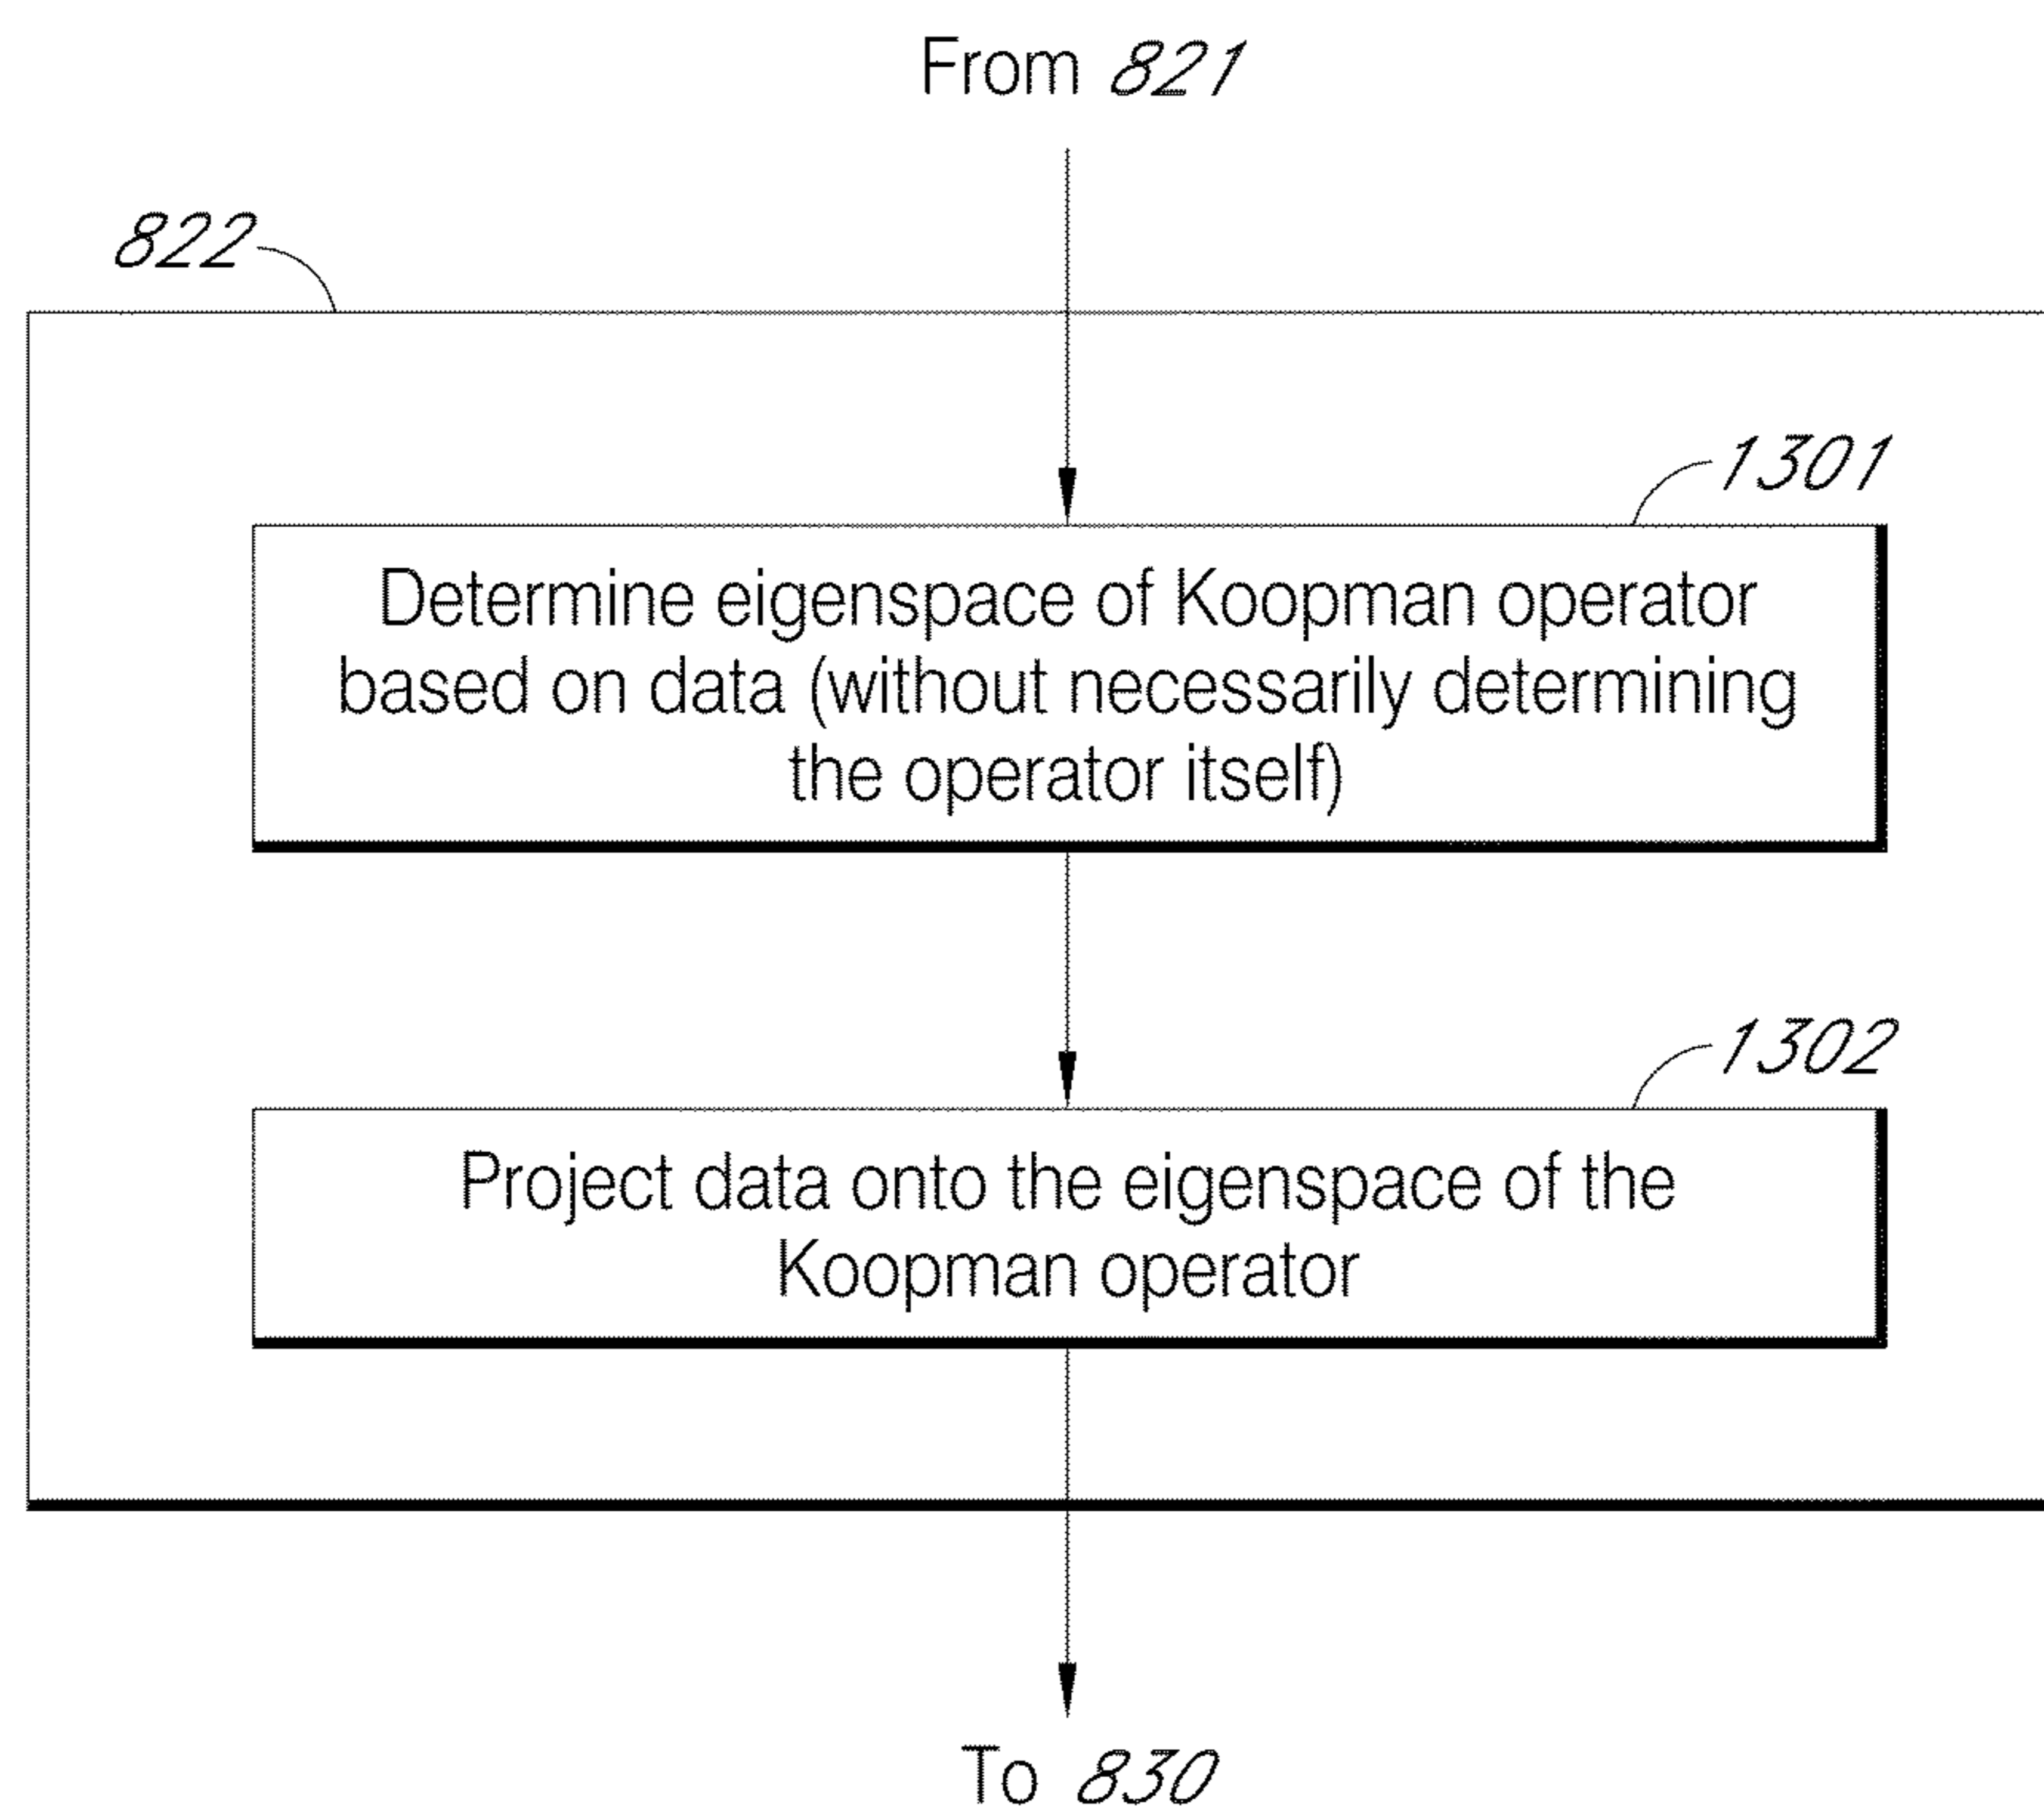 From 821
822
1301
Determine eigenspace of Koopman operator
based on data (without necessarily determining
the operator itself)
1302
Project data onto the eigenspace of the
Koopman operator
To 830